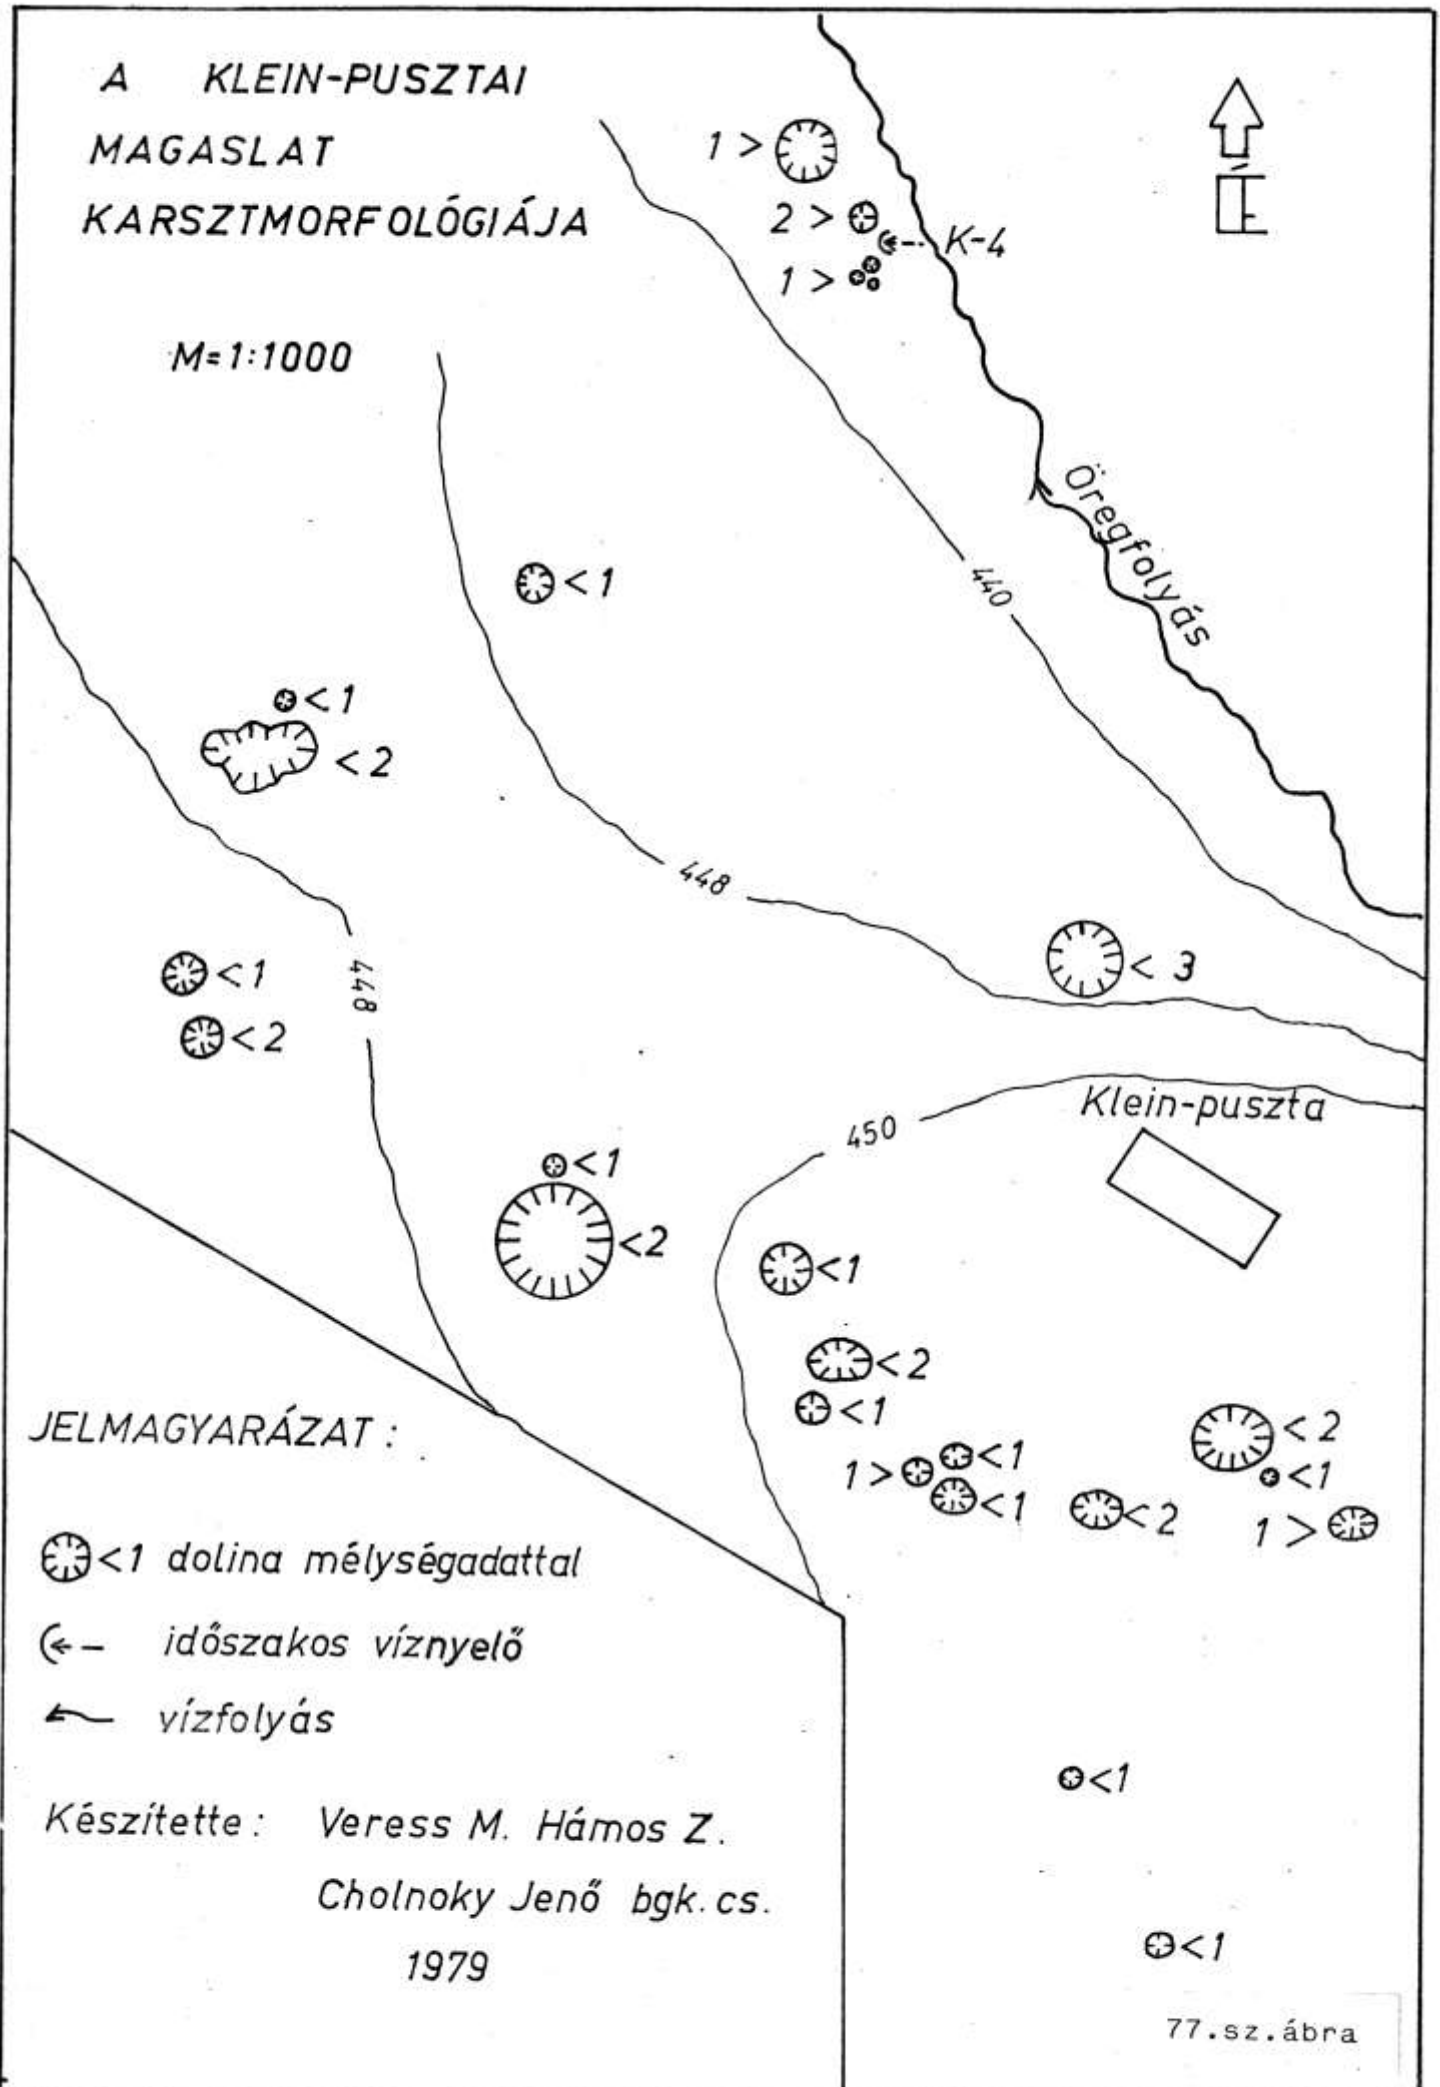 A KLEIN-PUSZTAI
MAGASLAT
KARSZTMORFOLÓGIÁJA
M=1:1000
É
1 >
2 >
K-4
1 >
Öregfolyás
440
< 1
< 1
< 2
448
< 3
< 1
448
< 2
Klein-puszta
450
< 1
< 2
< 1
< 2
< 1
< 2
< 1
1 >
< 1
< 1
< 2
< 1
1 >
JELMAGYARÁZAT :
< 1 dolina mélységadattal
időszakos víznyelő
vízfolyás
< 1
Készítette : Veress M. Hámos Z.
Cholnoky Jenő bgk. cs.
1979
< 1
77.sz.ábra